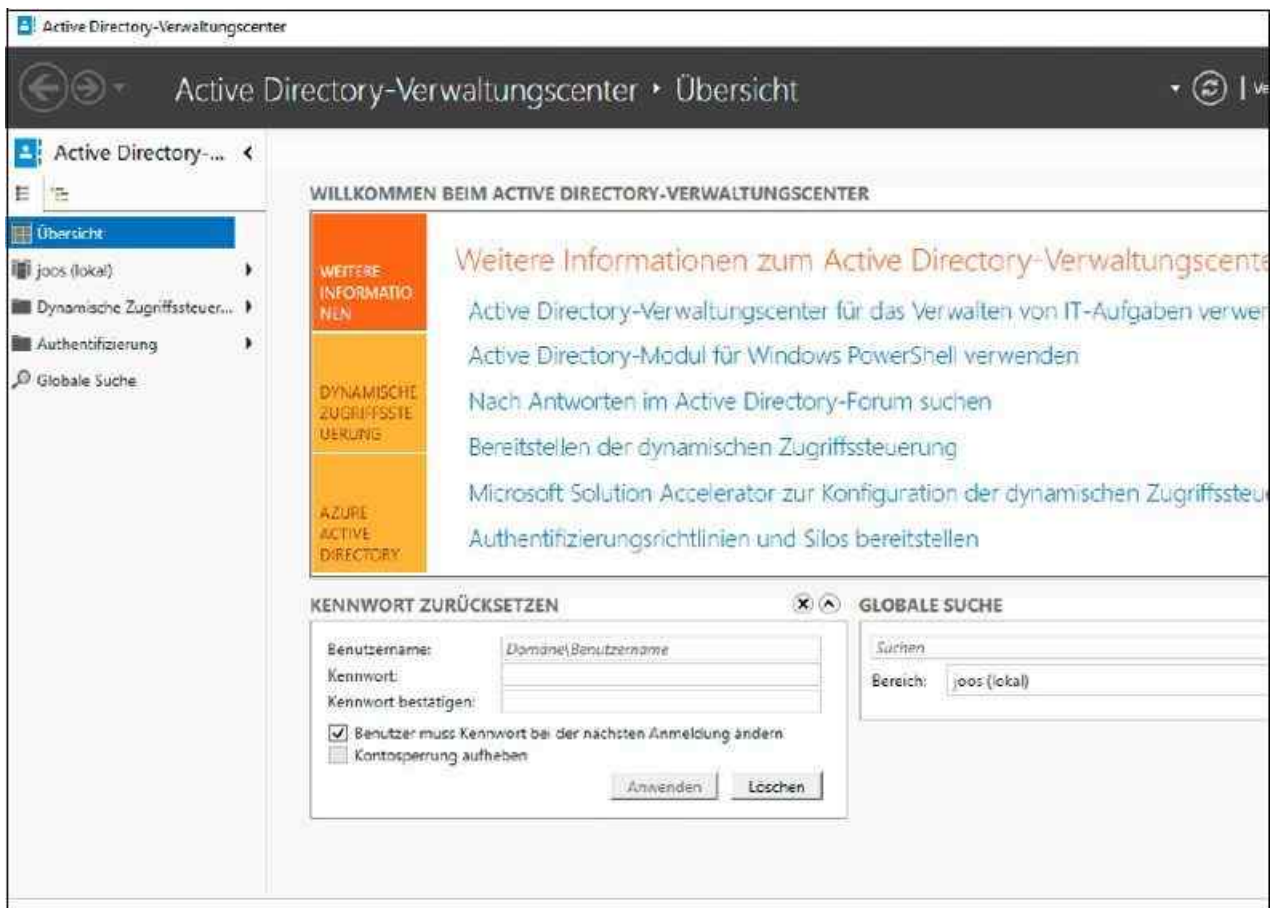 Active Directory-Verwaltungscenter
Active Directory-Verwaltungscenter ‣ Übersicht
Active Directory-...
Übersicht
joos (lokal)
Dynamische Zugriffssteuer...
Authentifizierung
Globale Suche
WILLKOMMEN BEIM ACTIVE DIRECTORY-VERWALTUNGSCENTER
WEITERE
INFORMATIO
NEN
DYNAMISCHE
ZUGRIFFSSTE
UERUNG
AZURE
ACTIVE
DIRECTORY
Weitere Informationen zum Active Directory-Verwaltungscente
Active Directory-Verwaltungscenter für das Verwalten von IT-Aufgaben verwer
Active Directory-Modul für Windows PowerShell verwenden
Nach Antworten im Active Directory-Forum suchen
Bereitstellen der dynamischen Zugriffssteuerung
Microsoft Solution Accelerator zur Konfiguration der dynamischen Zugriffssteu
Authentifizierungsrichtlinien und Silos bereitstellen
KENNWORT ZURÜCKSETZEN
Benutzername:
Domäne\Benutzername
Kennwort:
Kennwort bestätigen:
Benutzer muss Kennwort bei der nächsten Anmeldung ändern
Kontosperrung aufheben
Anwenden
Löschen
GLOBALE SUCHE
Suchen
Bereich:
joos (lokal)